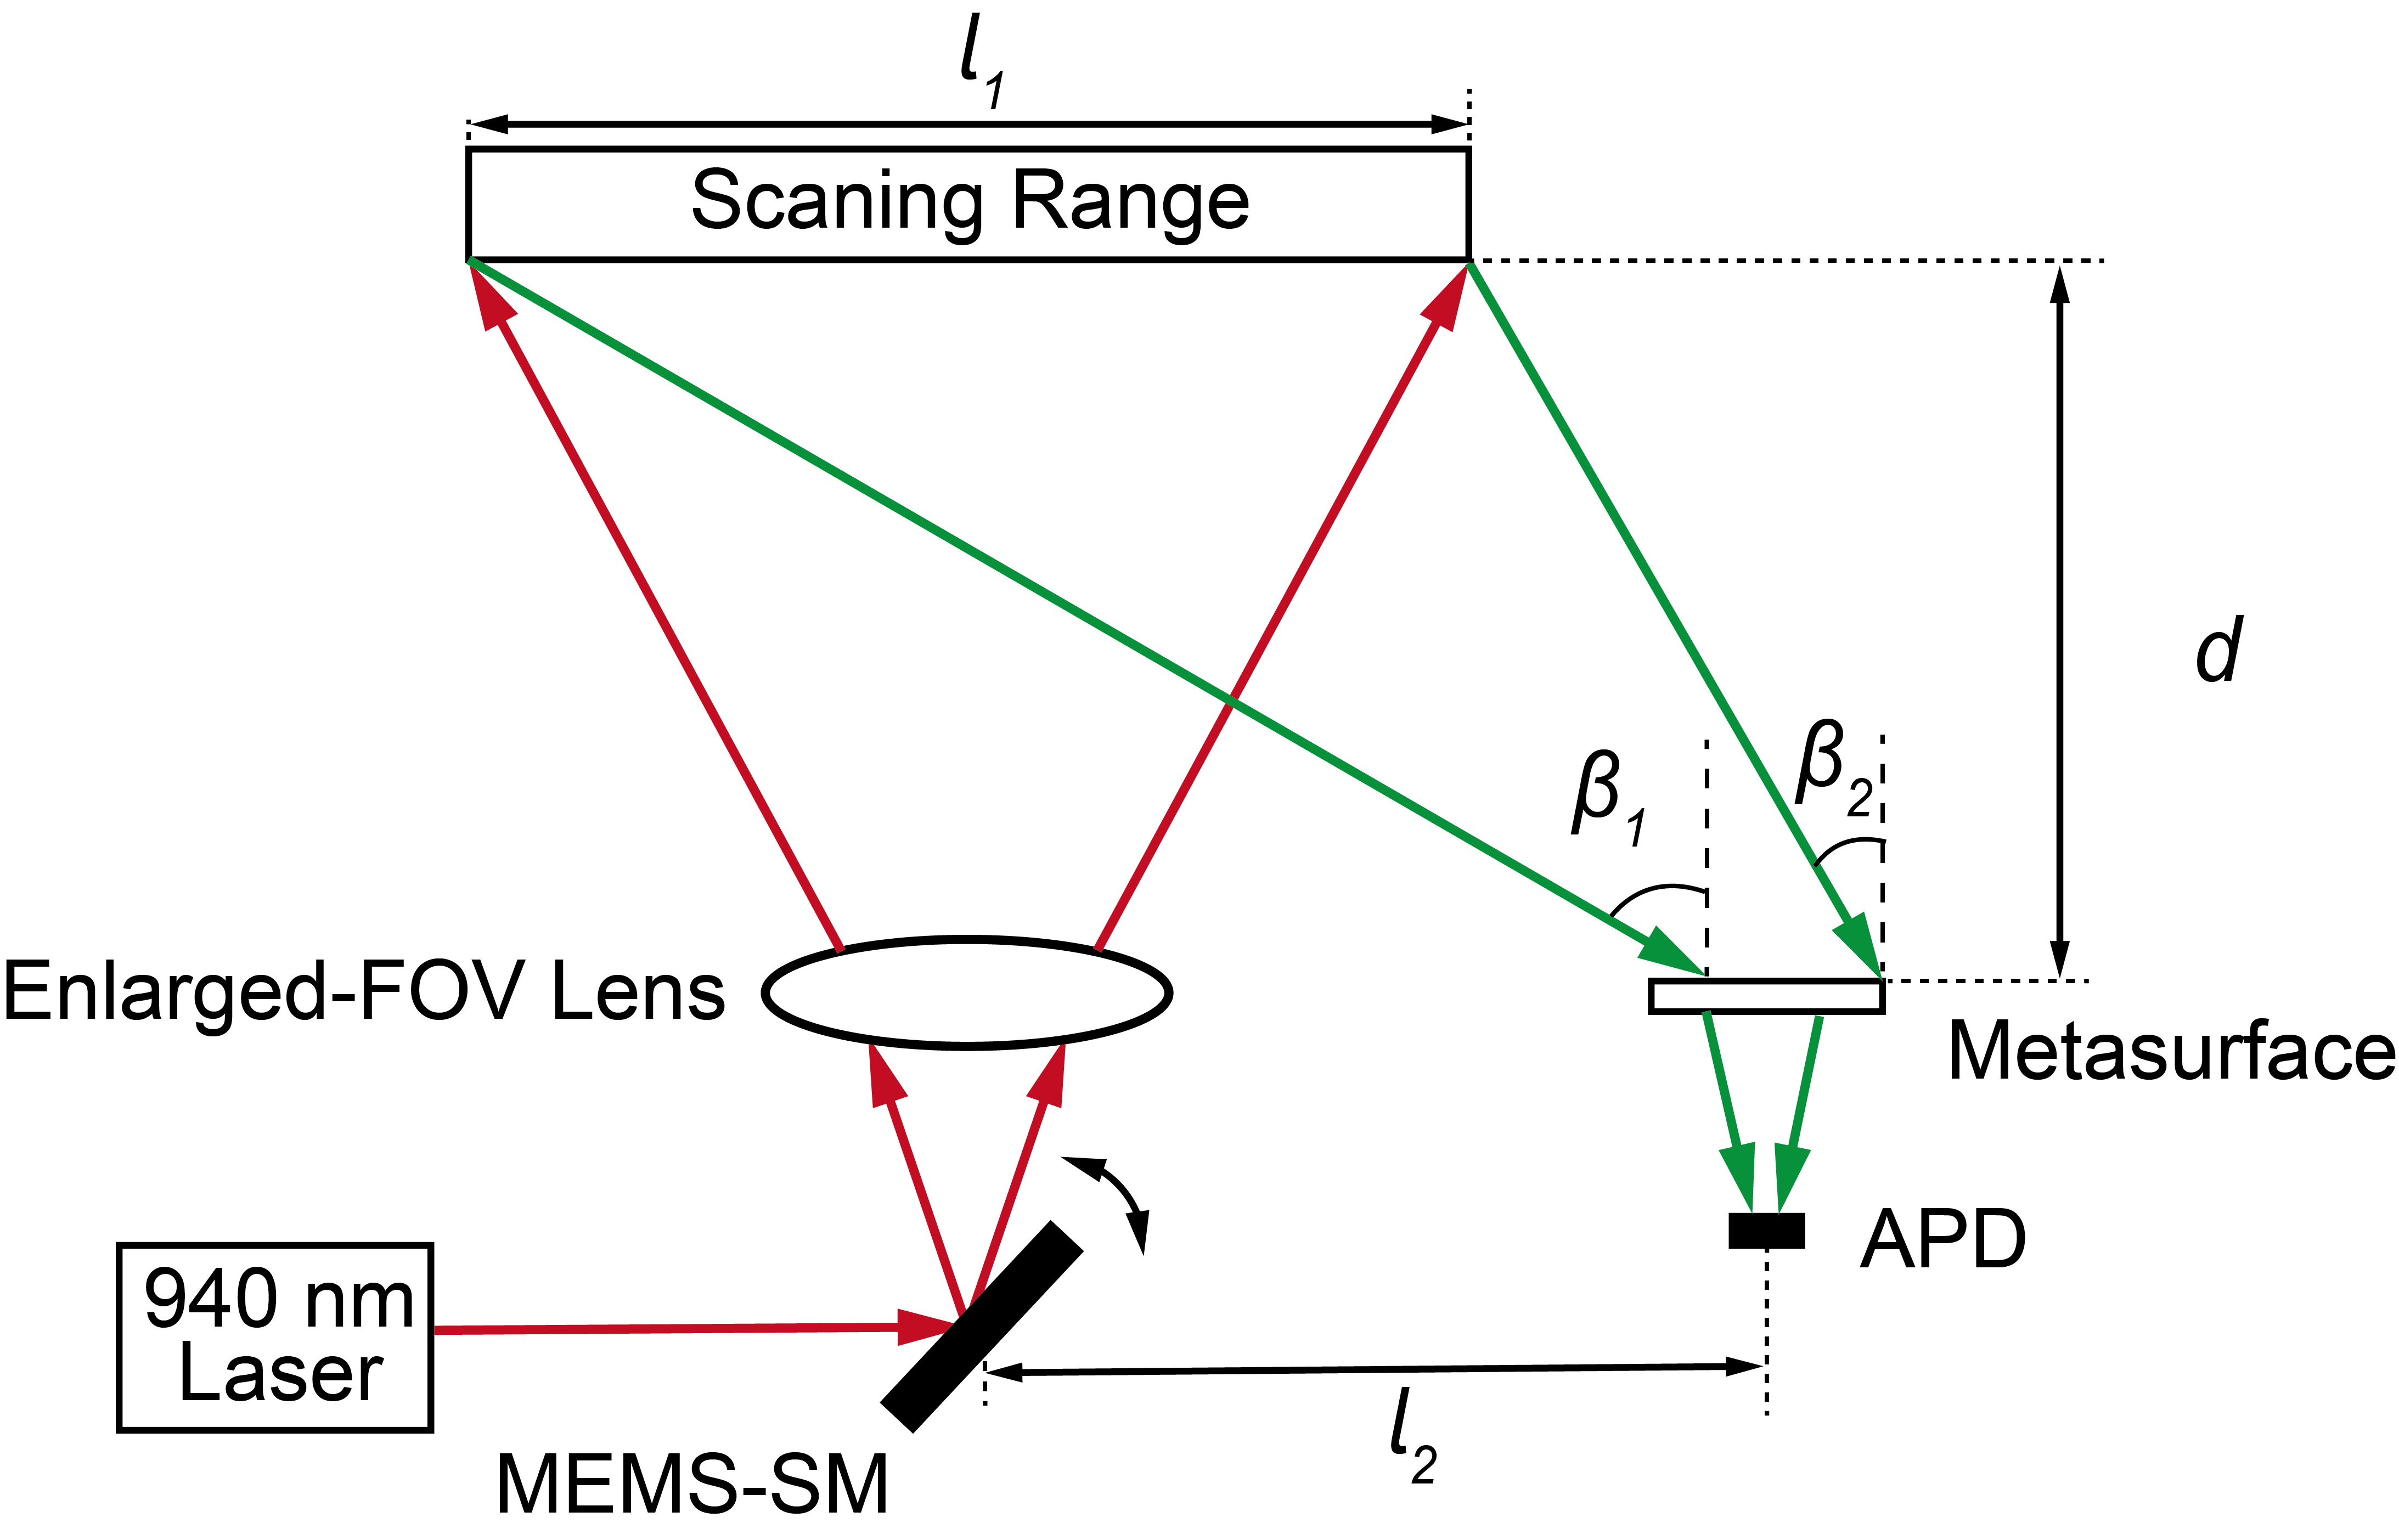 l1
Scaning Range
d
β1
β2
Enlarged-FOV Lens
Metasurface
APD
940 nm
Laser
l2
MEMS-SM